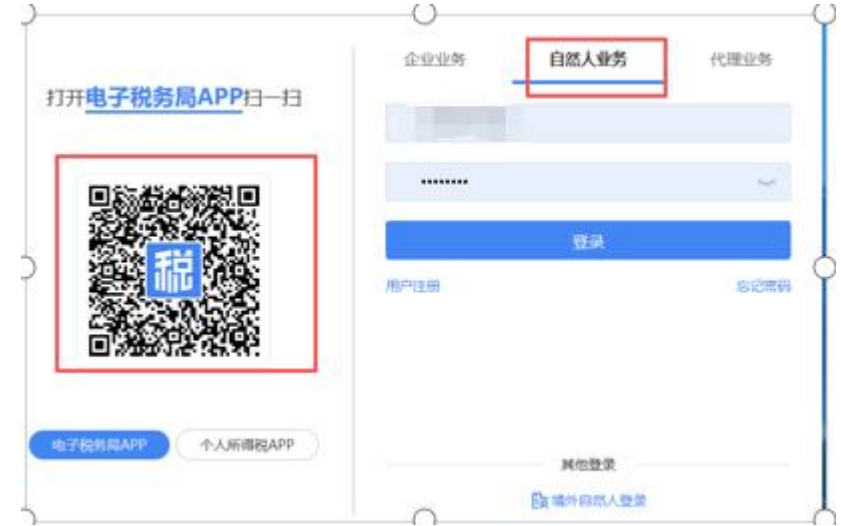 打开电子税务局APP扫一扫
税
电子税务局APP
个人所得税APP
企业业务
自然人业务
代理业务
••••••••
登录
用户注册
忘记密码
其他登录
境外自然人登录